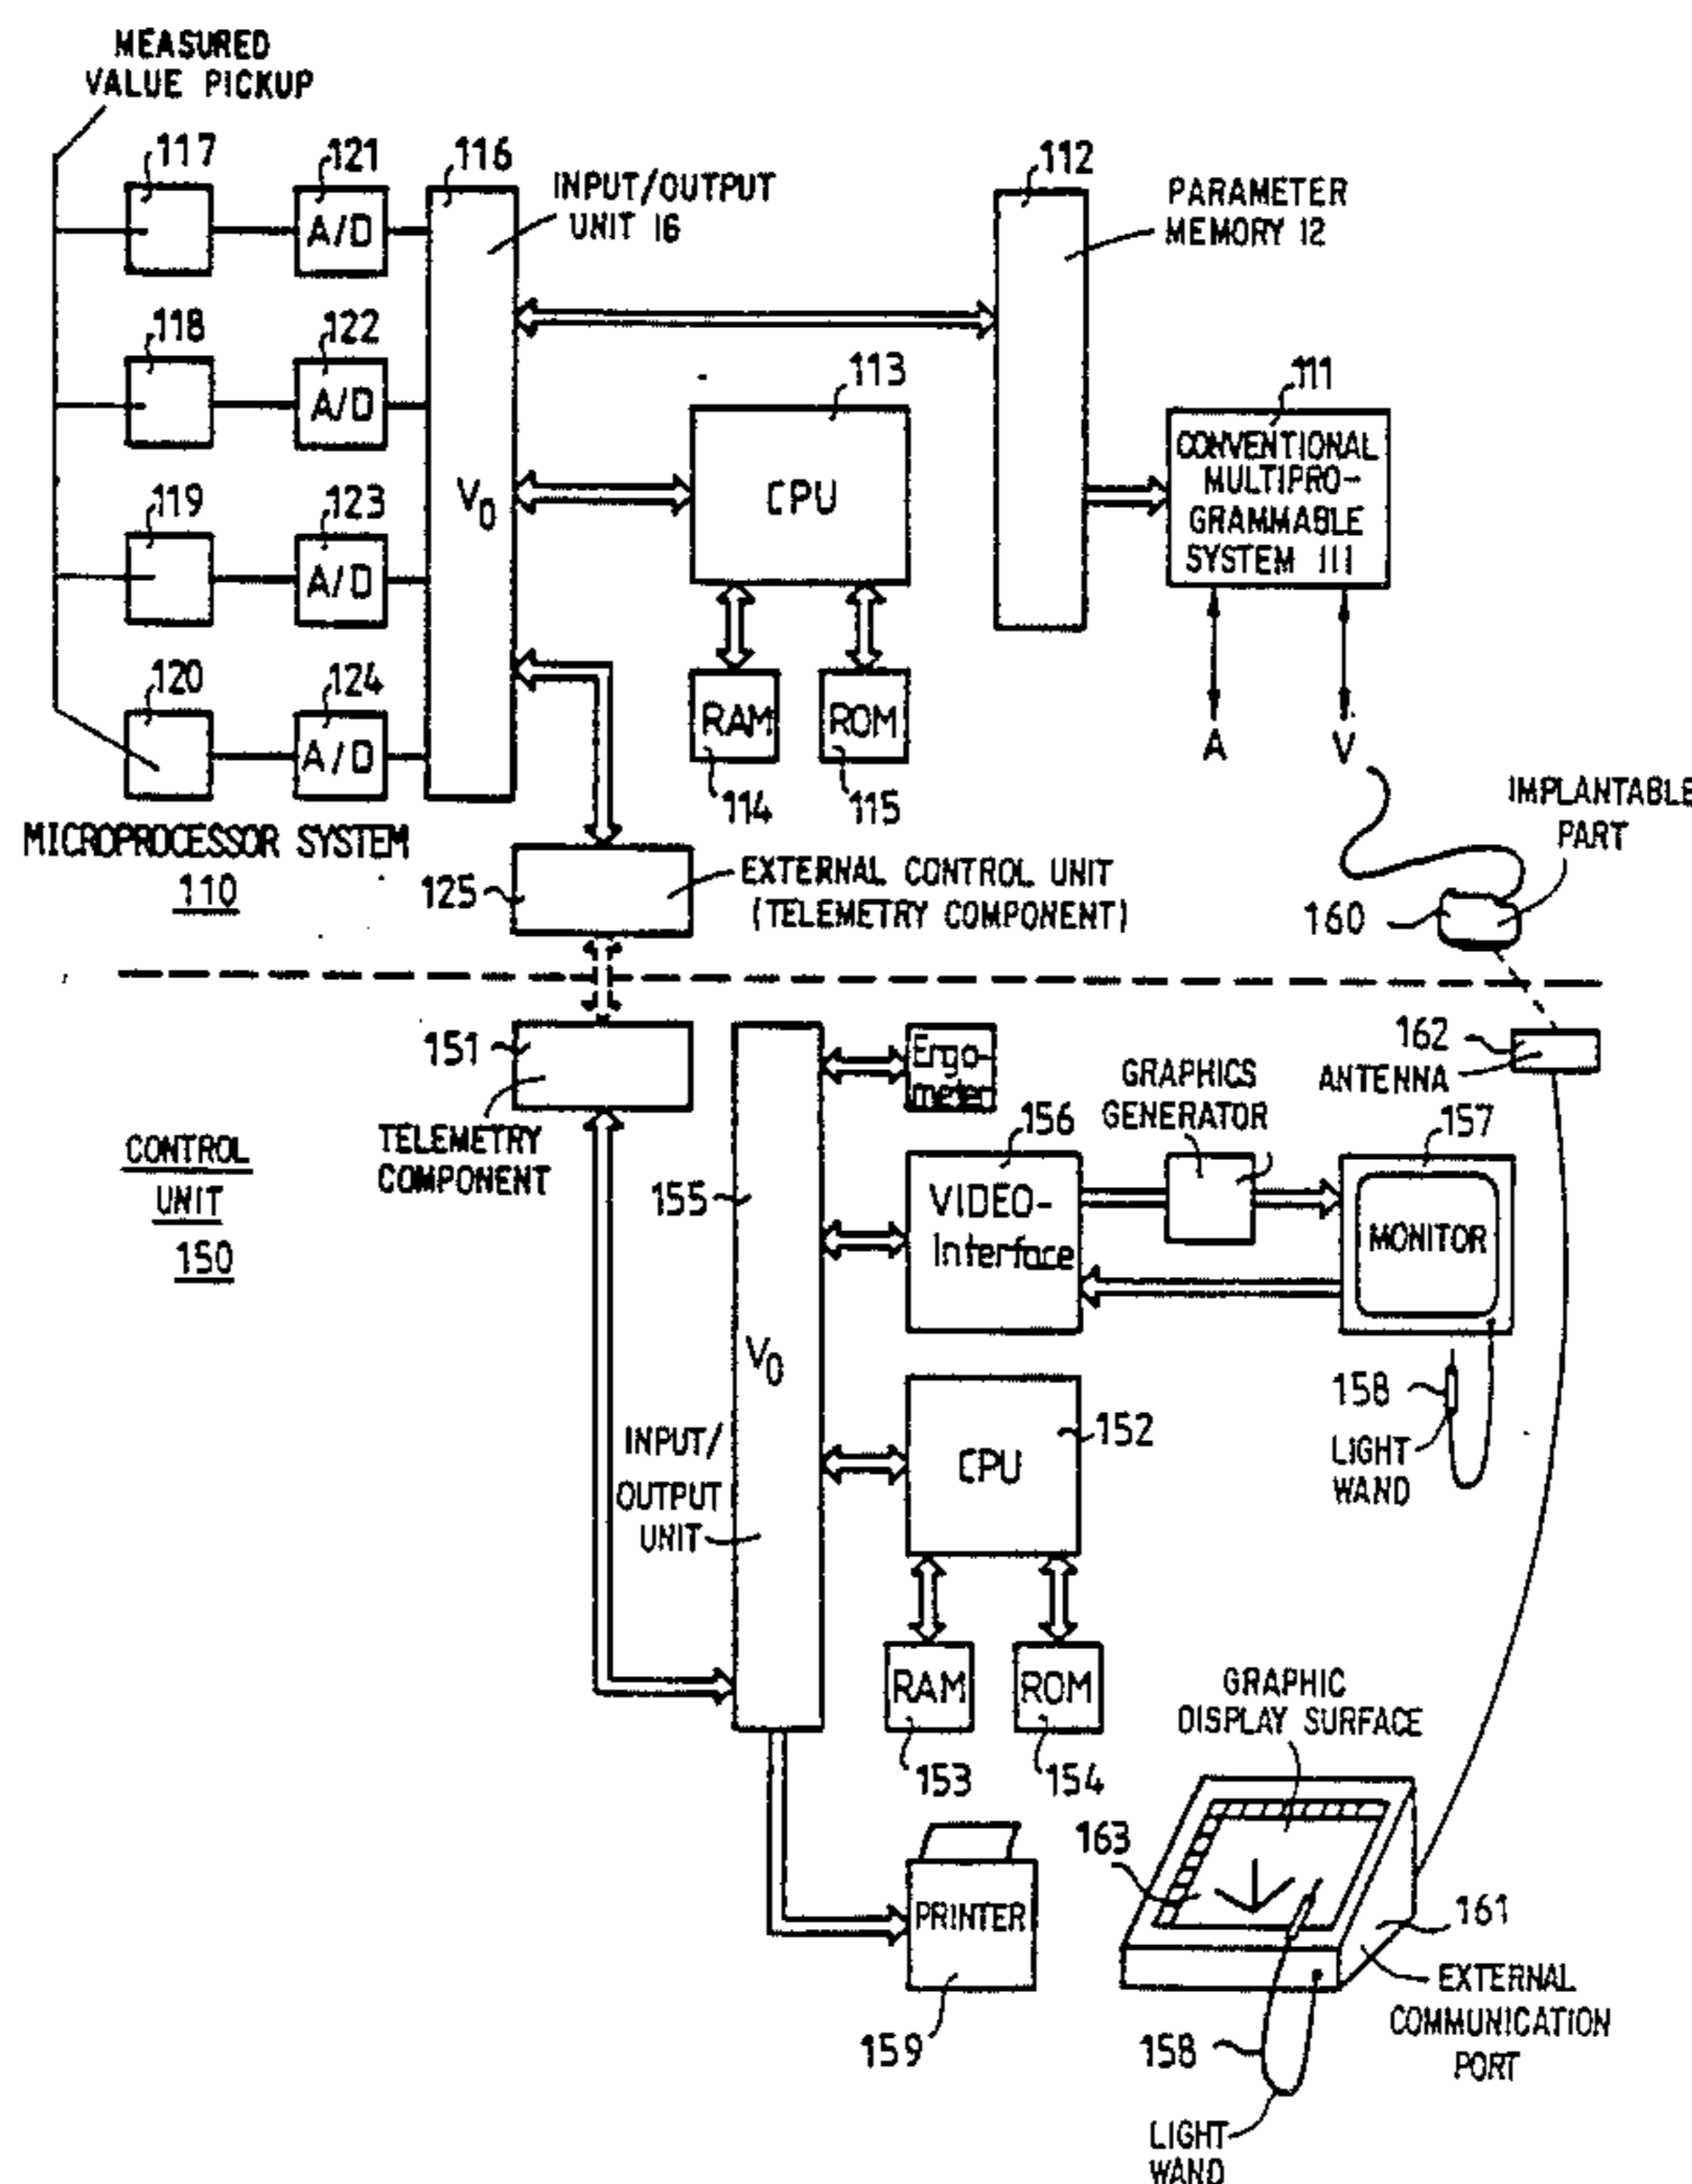 MEASURED
VALUE PICKUP
117
121
116
INPUT/OUTPUT
UNIT 16
112
PARAMETER
MEMORY 12
A/D
118
122
A/D
113
CPU
111
CONVENTIONAL
MULTIPRO-
GRAMMABLE
SYSTEM 111
V0
119
123
A/D
120
124
A/D
RAM
ROM
114
115
A
V
MICROPROCESSOR SYSTEM
110
125
EXTERNAL CONTROL UNIT
(TELEMETRY COMPONENT)
IMPLANTABLE
PART
160
151
TELEMETRY
COMPONENT
Ergo-
meter
162
ANTENNA
GRAPHICS
GENERATOR
CONTROL
UNIT
150
155
156
VIDEO-
Interface
157
MONITOR
V0
158
LIGHT
WAND
INPUT/
OUTPUT
UNIT
152
CPU
RAM
ROM
153
154
GRAPHIC
DISPLAY SURFACE
163
161
PRINTER
159
EXTERNAL
COMMUNICATION
PORT
158
LIGHT
WAND